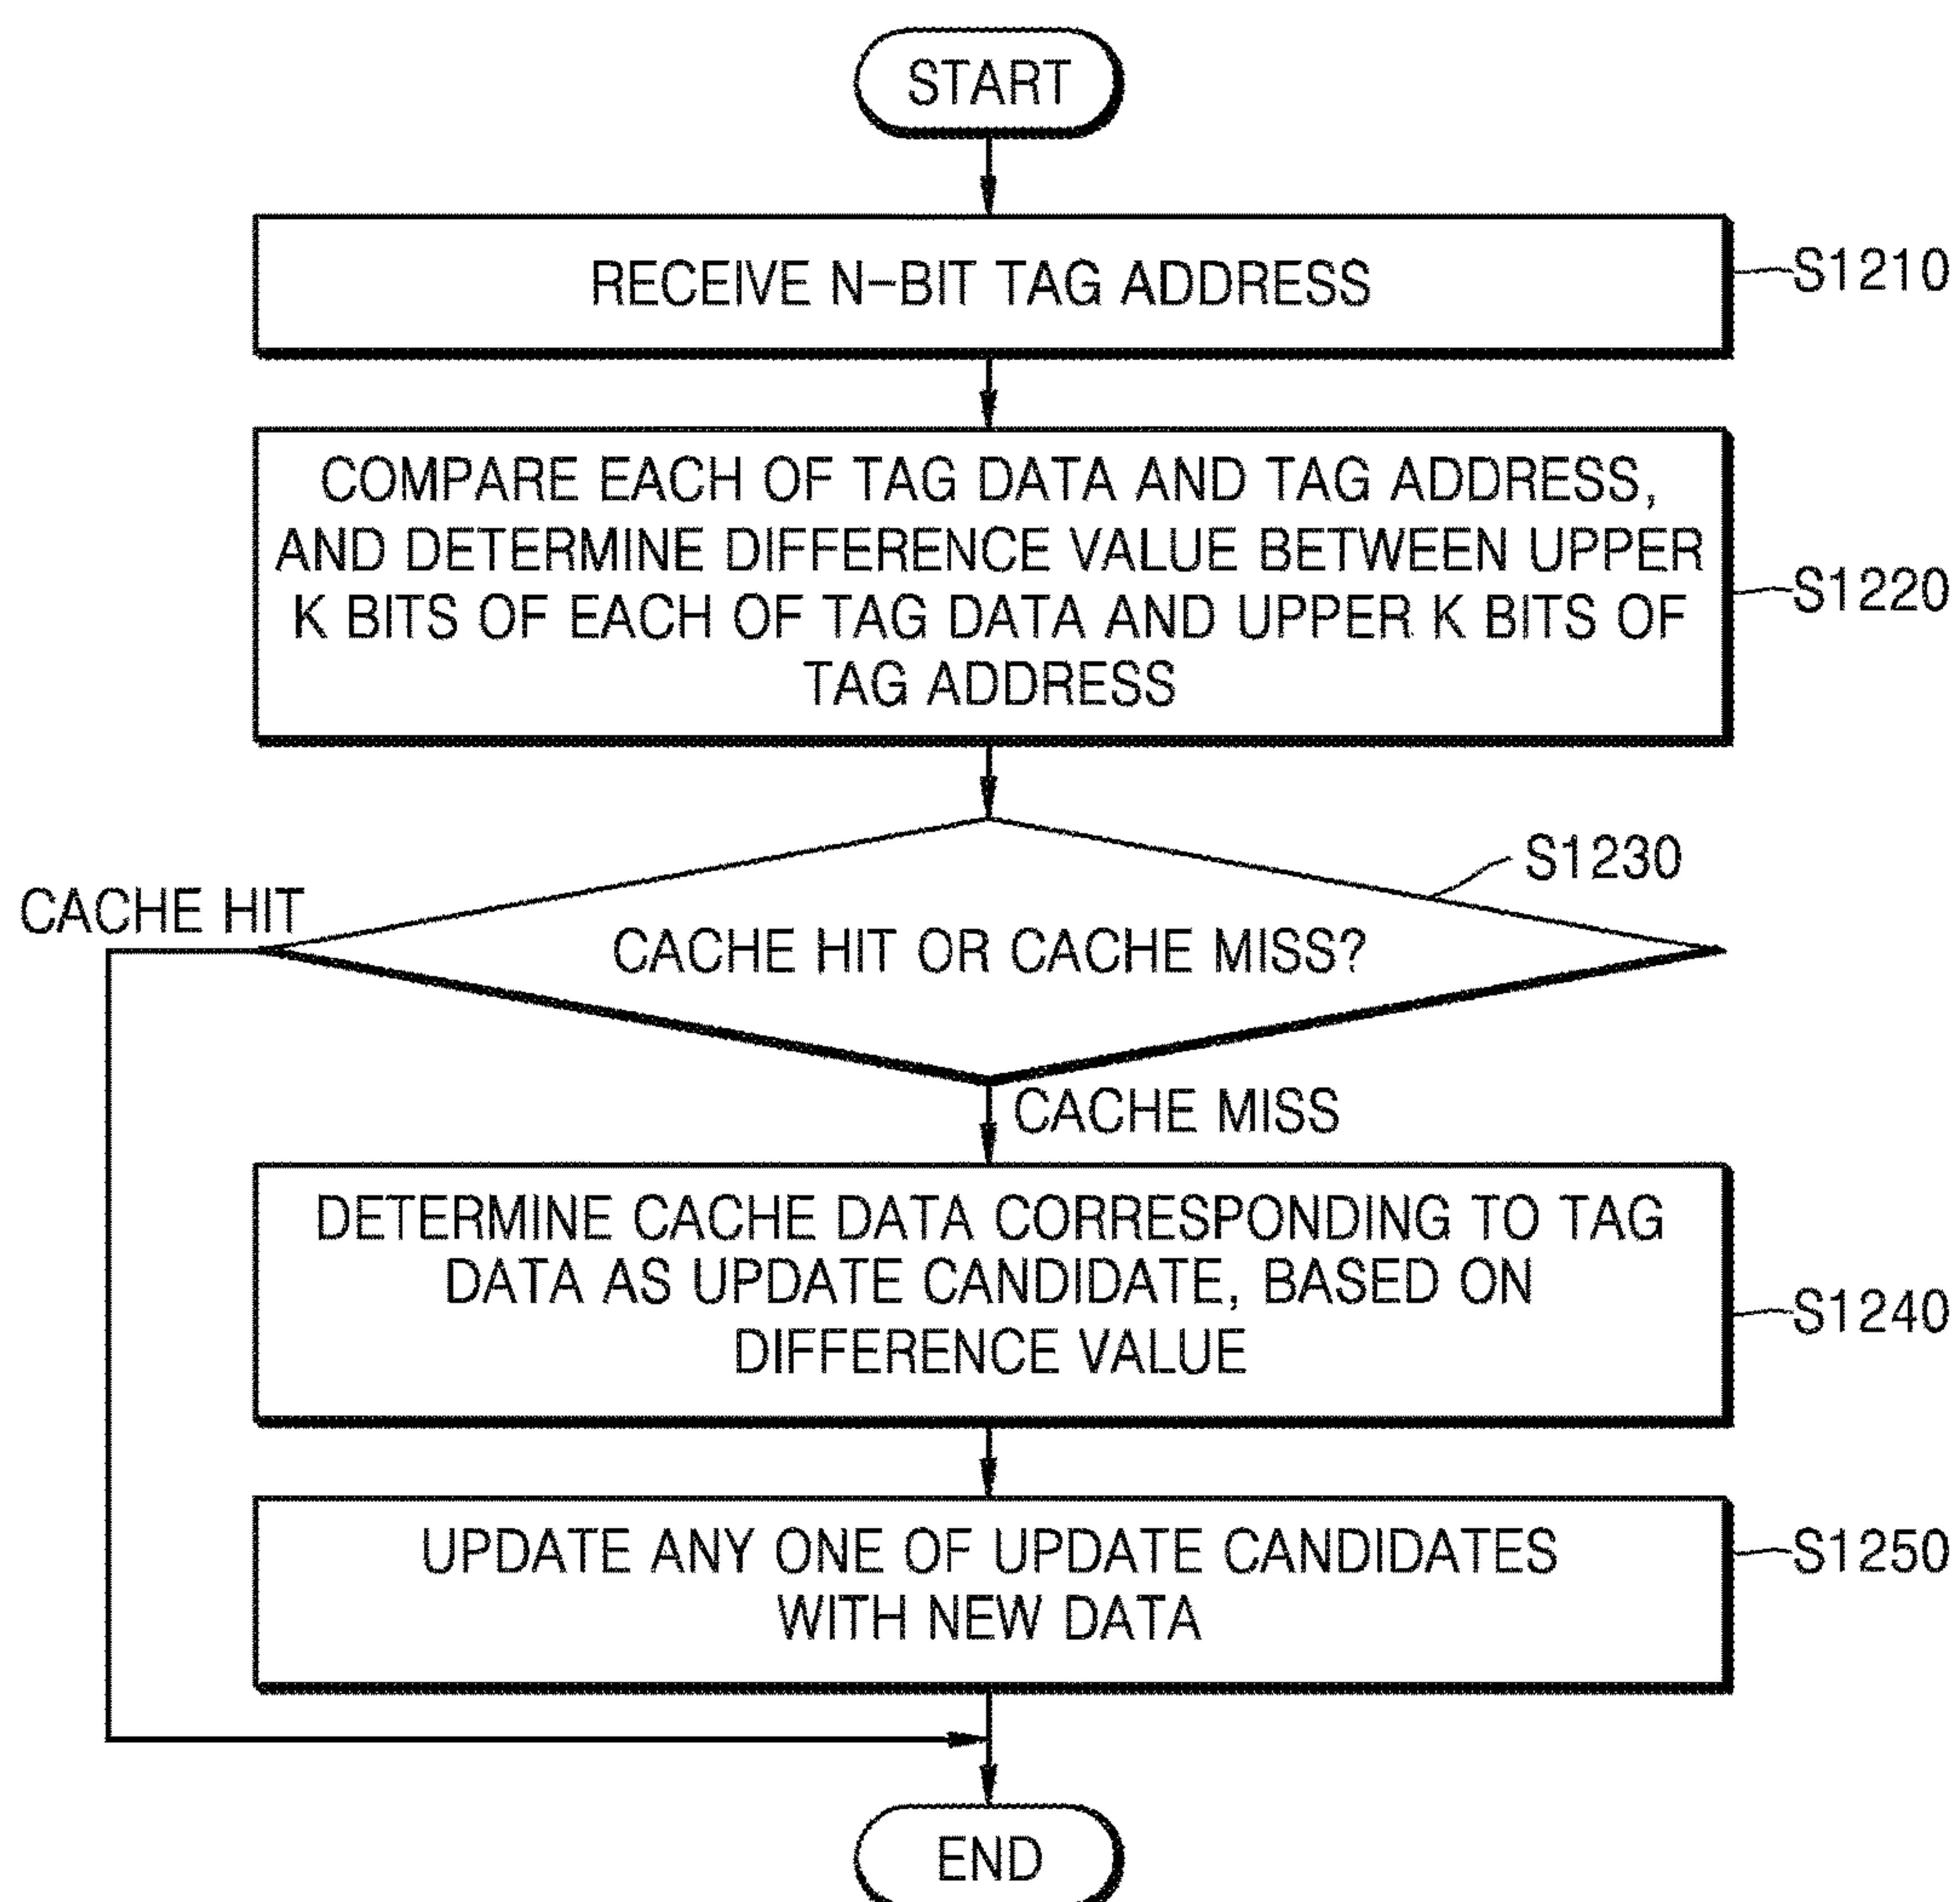 START
RECEIVE N-BIT TAG ADDRESS
S1210
COMPARE EACH OF TAG DATA AND TAG ADDRESS,
AND DETERMINE DIFFERENCE VALUE BETWEEN UPPER
K BITS OF EACH OF TAG DATA AND UPPER K BITS OF
TAG ADDRESS
S1220
S1230
CACHE HIT
CACHE HIT OR CACHE MISS?
CACHE MISS
DETERMINE CACHE DATA CORRESPONDING TO TAG
DATA AS UPDATE CANDIDATE, BASED ON
DIFFERENCE VALUE
S1240
UPDATE ANY ONE OF UPDATE CANDIDATES
WITH NEW DATA
S1250
END